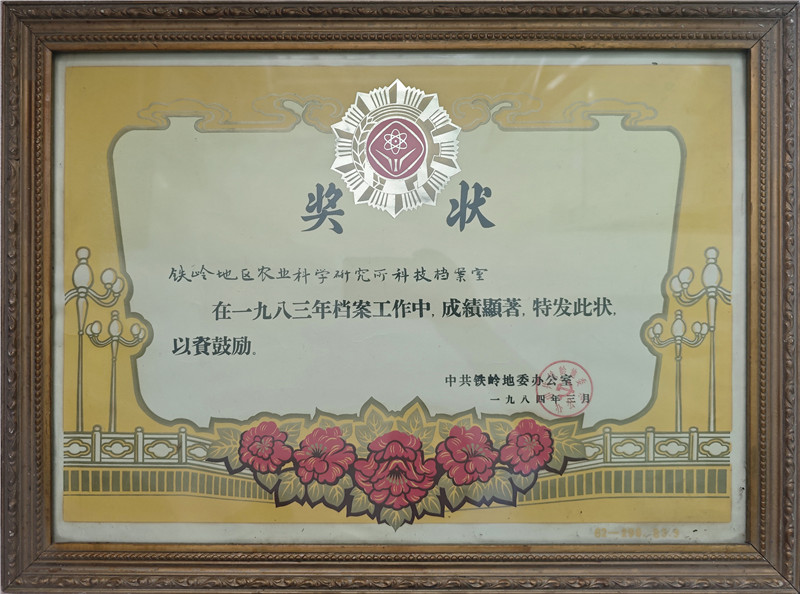 奖状
铁岭地区农业科学研究所科技档案室
在一九八三年档案工作中,成绩顯著,特发此状,
以資鼓励。
中共铁岭地委办公室
一九八四年三月